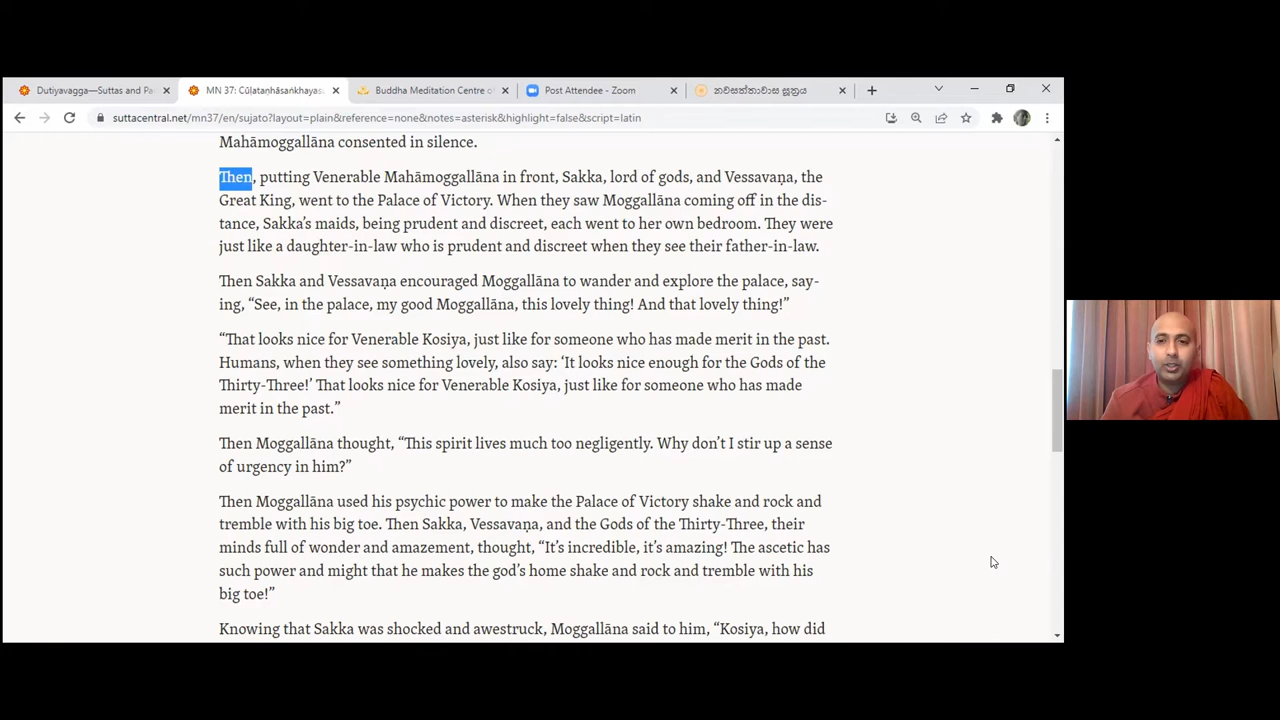 Dutiyavagga—Suttas and Pa
MN 37: Cūḷataṇhāsaṅkhayas
Buddha Meditation Centre o
Post Attendee - Zoom
නවසත්තාවාස සූත්‍රය
suttacentral.net/mn37/en/sujato?layout=plain&reference=none&notes=asterisk&highlight=false&script=latin
Mahāmoggallāna consented in silence.
Then, putting Venerable Mahāmoggallāna in front, Sakka, lord of gods, and Vessavaṇa, the
Great King, went to the Palace of Victory. When they saw Moggallāna coming off in the dis-
tance, Sakka’s maids, being prudent and discreet, each went to her own bedroom. They were
just like a daughter-in-law who is prudent and discreet when they see their father-in-law.
Then Sakka and Vessavaṇa encouraged Moggallāna to wander and explore the palace, say-
ing, “See, in the palace, my good Moggallāna, this lovely thing! And that lovely thing!”
“That looks nice for Venerable Kosiya, just like for someone who has made merit in the past.
Humans, when they see something lovely, also say: ‘It looks nice enough for the Gods of the
Thirty-Three!’ That looks nice for Venerable Kosiya, just like for someone who has made
merit in the past.”
Then Moggallāna thought, “This spirit lives much too negligently. Why don’t I stir up a sense
of urgency in him?”
Then Moggallāna used his psychic power to make the Palace of Victory shake and rock and
tremble with his big toe. Then Sakka, Vessavaṇa, and the Gods of the Thirty-Three, their
minds full of wonder and amazement, thought, “It’s incredible, it’s amazing! The ascetic has
such power and might that he makes the god’s home shake and rock and tremble with his
big toe!”
Knowing that Sakka was shocked and awestruck, Moggallāna said to him, “Kosiya, how did